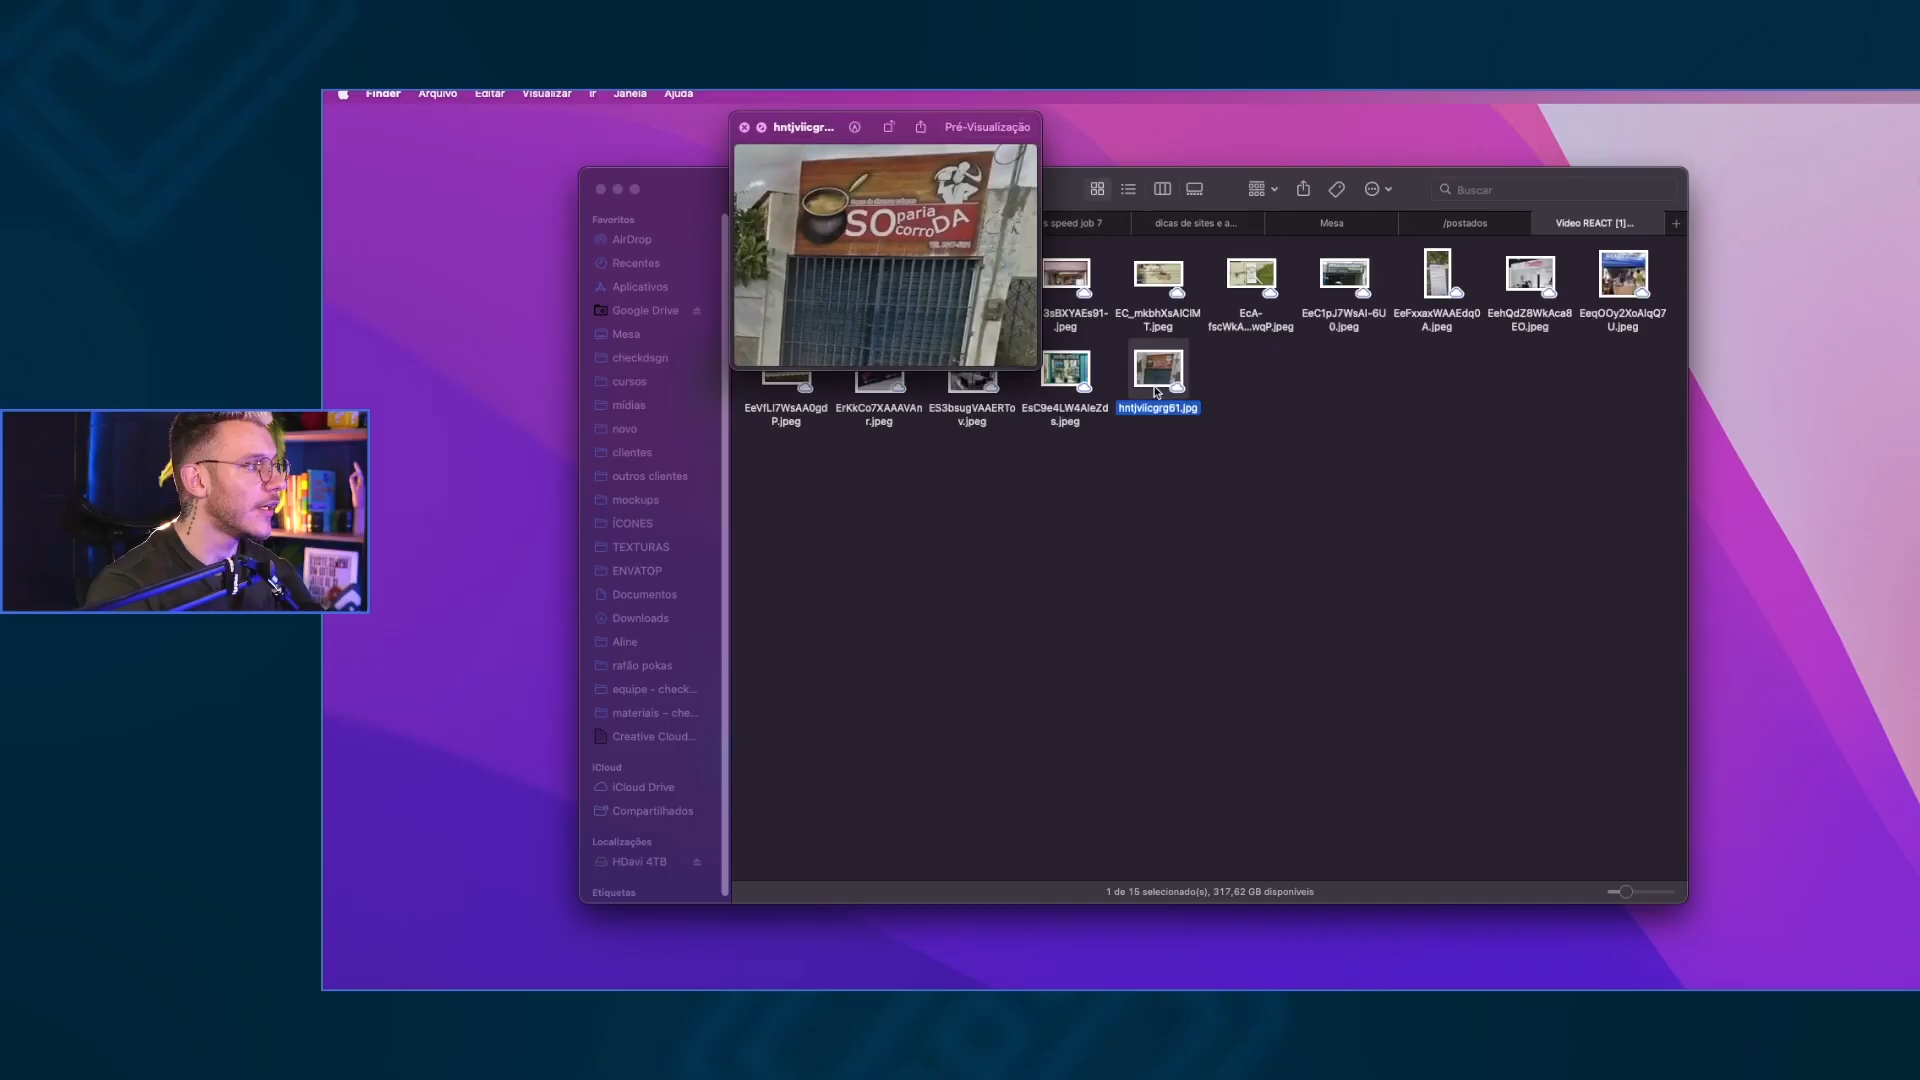 Finder Arquivo Editar Visualizar Ir Janela Ajuda
hntjviicgr... Pré-Visualização
SOparia
SOcorroDA
Buscar
s speed job 7
dicas de sites e a...
Mesa
/postados
Vídeo REACT [1]...
Favoritos
AirDrop
Recentes
Aplicativos
Google Drive
Mesa
checkdsgn
cursos
mídias
novo
clientes
outros clientes
mockups
ÍCONES
TEXTURAS
ENVATOP
Documentos
Downloads
Aline
rafão pokas
equipe - check...
materiais – che...
Creative Cloud...
iCloud
iCloud Drive
Compartilhados
Localizações
HDavi 4TB
Etiquetas
3sBXYAEs91-
.jpeg
EC_mkbhXsAICIM
T.jpeg
EcA-
fscWkA...wqP.jpeg
EeC1pJ7WsAI-6U
0.jpeg
EeFxxaxWAAEdq0
A.jpeg
EehQdZ8WkAca8
EO.jpeg
EeqOOy2XoAIqQ7
U.jpeg
EeVfLI7WsAA0gd
P.jpeg
ErKkCo7XAAAVAn
r.jpeg
ES3bsugVAAERTo
v.jpeg
EsC9e4LW4AIeZd
s.jpeg
hntjviicgrg61.jpg
1 de 15 selecionado(s), 317,62 GB disponíveis